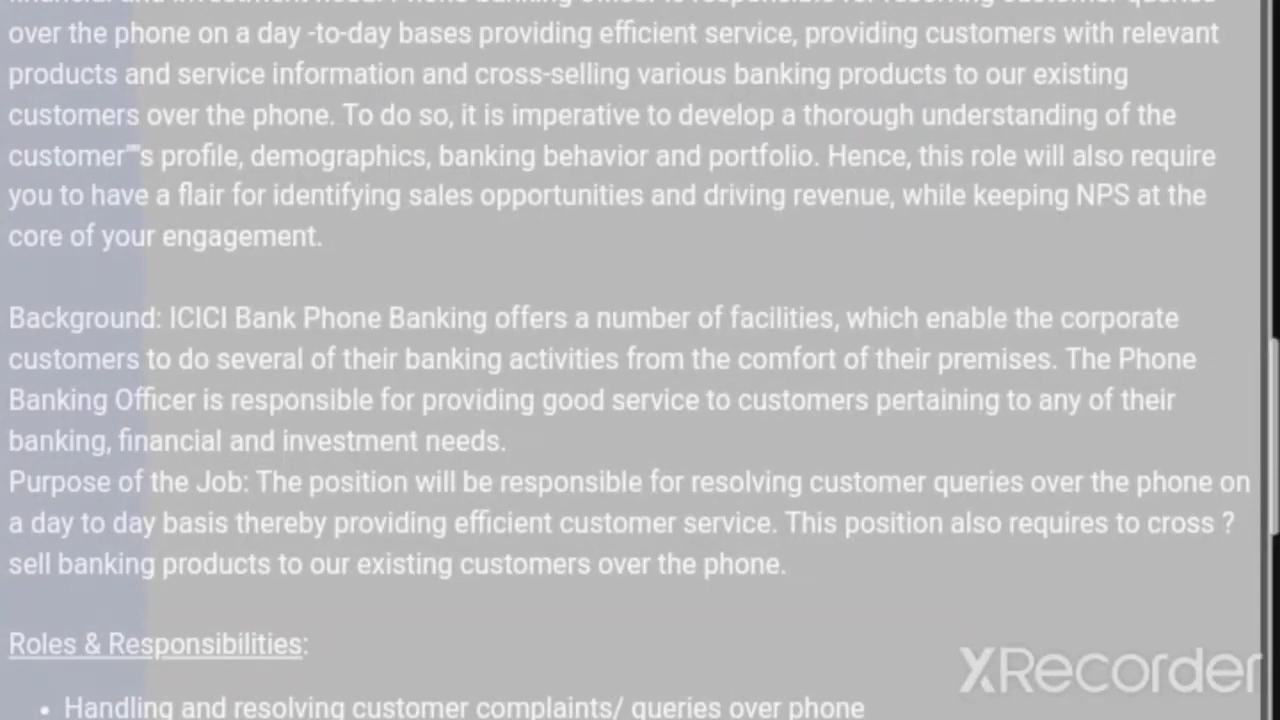 over the phone on a day -to-day bases providing efficient service, providing customers with relevant
products and service information and cross-selling various banking products to our existing
customers over the phone. To do so, it is imperative to develop a thorough understanding of the
customer""s profile, demographics, banking behavior and portfolio. Hence, this role will also require
you to have a flair for identifying sales opportunities and driving revenue, while keeping NPS at the
core of your engagement.
Background: ICICI Bank Phone Banking offers a number of facilities, which enable the corporate
customers to do several of their banking activities from the comfort of their premises. The Phone
Banking Officer is responsible for providing good service to customers pertaining to any of their
banking, financial and investment needs.
Purpose of the Job: The position will be responsible for resolving customer queries over the phone on
a day to day basis thereby providing efficient customer service. This position also requires to cross ?
sell banking products to our existing customers over the phone.
Roles & Responsibilities:
• Handling and resolving customer complaints/ queries over phone
XRecorder